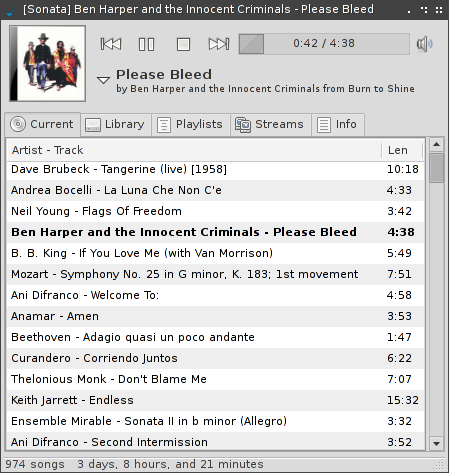 [Sonata] Ben Harper and the Innocent Criminals - Please Bleed
0:42 / 4:38
Please Bleed
by Ben Harper and the Innocent Criminals from Burn to Shine
Current Library Playlists Streams Info
Artist - Track Len
Dave Brubeck - Tangerine (live) [1958] 10:18
Andrea Bocelli - La Luna Che Non C'e 4:33
Neil Young - Flags Of Freedom 3:42
Ben Harper and the Innocent Criminals - Please Bleed 4:38
B. B. King - If You Love Me (with Van Morrison) 5:49
Mozart - Symphony No. 25 in G minor, K. 183; 1st movement 7:51
Ani Difranco - Welcome To: 4:58
Anamar - Amen 3:53
Beethoven - Adagio quasi un poco andante 1:47
Curandero - Corriendo Juntos 6:22
Thelonious Monk - Don't Blame Me 7:07
Keith Jarrett - Endless 15:32
Ensemble Mirable - Sonata II in b minor (Allegro) 3:32
Ani Difranco - Second Intermission 3:52
974 songs 3 days, 8 hours, and 21 minutes